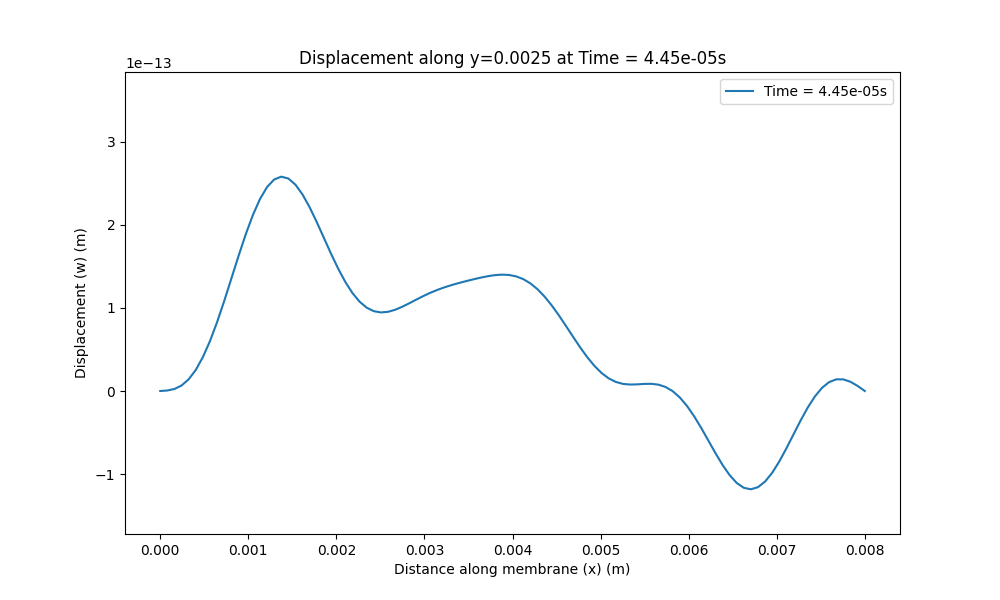 Displacement along y=0.0025 at Time = 4.45e-05s
1e−13
Time = 4.45e-05s
3
2
1
0
−1
Displacement (w) (m)
0.000 0.001 0.002 0.003 0.004 0.005 0.006 0.007 0.008
Distance along membrane (x) (m)